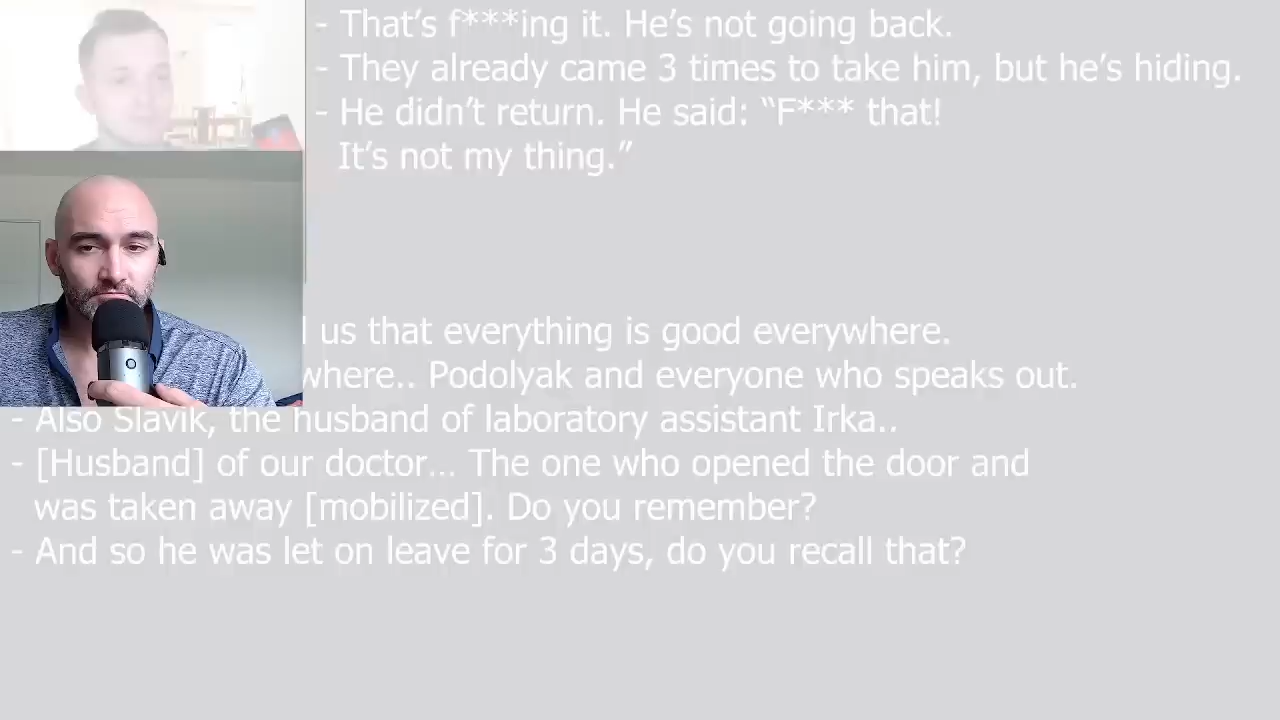 - That’s f***ing it. He’s not going back.
- They already came 3 times to take him, but he’s hiding.
- He didn’t return. He said: “F*** that!
It’s not my thing.”
us that everything is good everywhere.
where.. Podolyak and everyone who speaks out.
- Also Slavik, the husband of laboratory assistant Irka..
- [Husband] of our doctor... The one who opened the door and
was taken away [mobilized]. Do you remember?
- And so he was let on leave for 3 days, do you recall that?